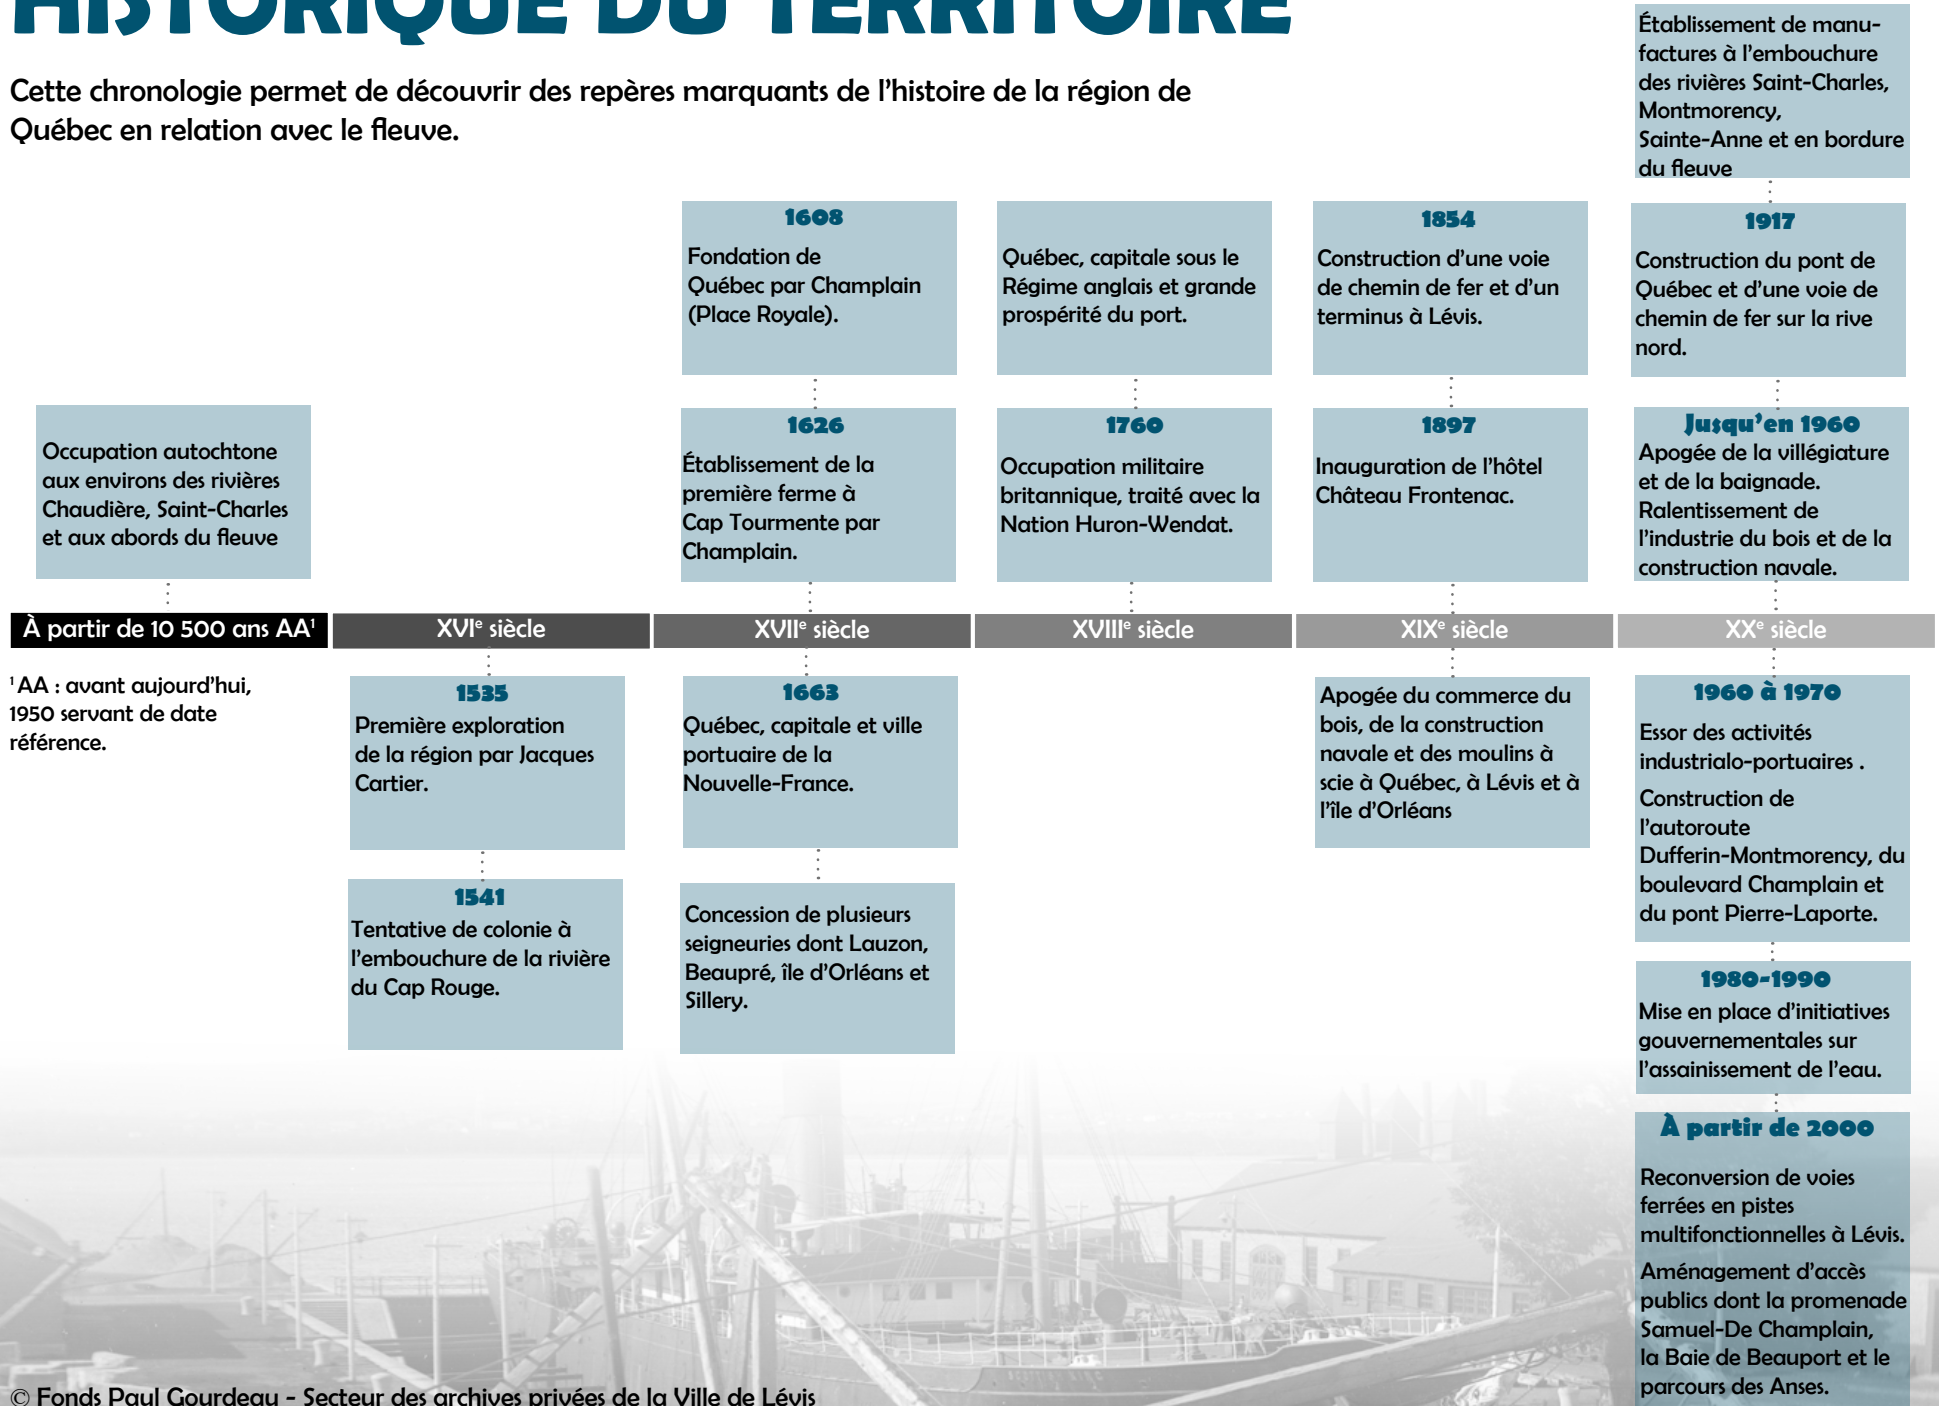 HISTORIQUE DU TERRITOIRE
Cette chronologie permet de découvrir des repères marquants de l'histoire de la région de
Québec en relation avec le fleuve.
Occupation autochtone
aux environs des rivières
Chaudière, Saint-Charles
et aux abords du fleuve
À partir de 10 500 ans AA¹
¹ AA : avant aujourd'hui,
1950 servant de date
référence.
XVIe siècle
1535
Première exploration
de la région par Jacques
Cartier.
1541
Tentative de colonie à
l'embouchure de la rivière
du Cap Rouge.
1608
Fondation de
Québec par Champlain
(Place Royale).
1626
Établissement de la
première ferme à
Cap Tourmente par
Champlain.
XVIIe siècle
1663
Québec, capitale et ville
portuaire de la
Nouvelle-France.
Concession de plusieurs
seigneuries dont Lauzon,
Beaupré, île d'Orléans et
Sillery.
Québec, capitale sous le
Régime anglais et grande
prospérité du port.
1760
Occupation militaire
britannique, traité avec la
Nation Huron-Wendat.
XVIIIe siècle
1854
Construction d'une voie
de chemin de fer et d'un
terminus à Lévis.
1897
Inauguration de l'hôtel
Château Frontenac.
XIXe siècle
Apogée du commerce du
bois, de la construction
navale et des moulins à
scie à Québec, à Lévis et à
l'île d'Orléans
Établissement de manu-
factures à l'embouchure
des rivières Saint-Charles,
Montmorency,
Sainte-Anne et en bordure
du fleuve
1917
Construction du pont de
Québec et d'une voie de
chemin de fer sur la rive
nord.
Jusqu'en 1960
Apogée de la villégiature
et de la baignade.
Ralentissement de
l'industrie du bois et de la
construction navale.
XXe siècle
1960 à 1970
Essor des activités
industrialo-portuaires .
Construction de
l'autoroute
Dufferin-Montmorency, du
boulevard Champlain et
du pont Pierre-Laporte.
1980-1990
Mise en place d'initiatives
gouvernementales sur
l'assainissement de l'eau.
À partir de 2000
Reconversion de voies
ferrées en pistes
multifonctionnelles à Lévis.
Aménagement d'accès
publics dont la promenade
Samuel-De Champlain,
la Baie de Beauport et le
parcours des Anses.
© Fonds Paul Gourdeau - Secteur des archives privées de la Ville de Lévis